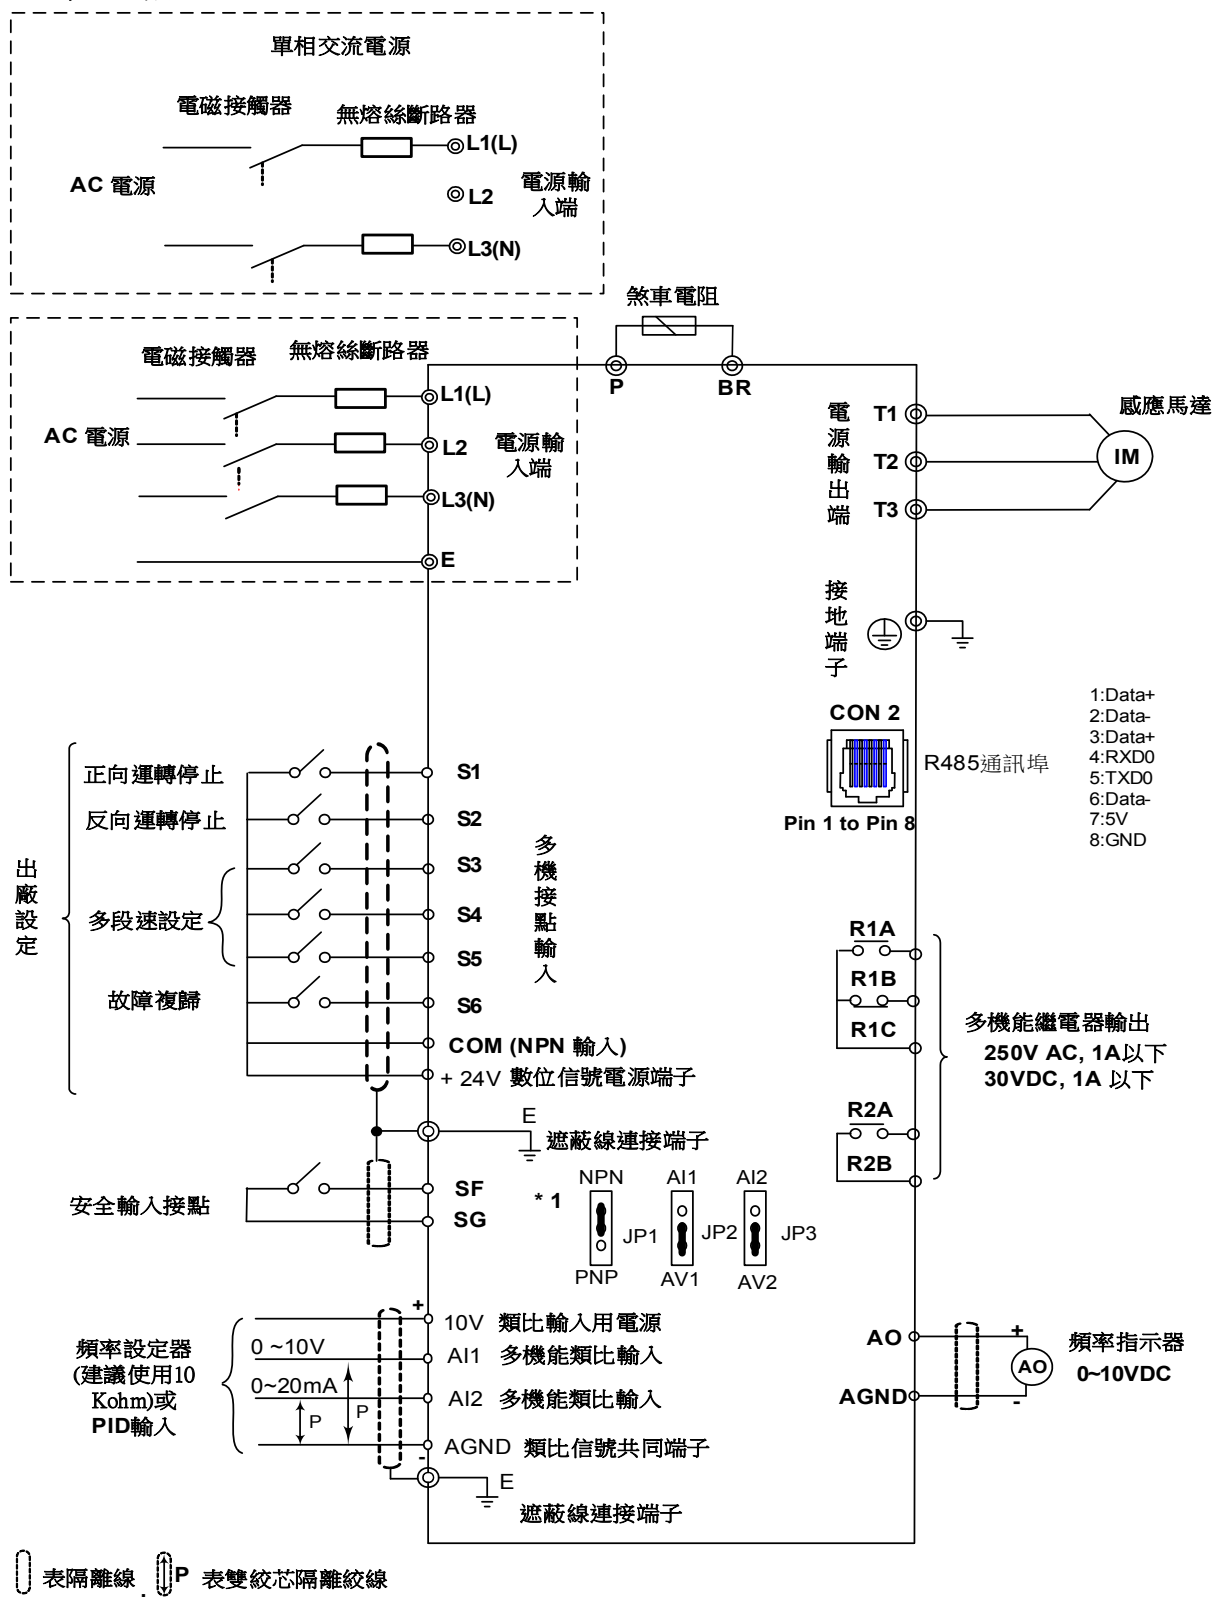 單相交流電源
電磁接觸器
無熔絲斷路器
L1(L)
AC 電源
L2
電源輸
入端
L3(N)
煞車電阻
P
BR
電磁接觸器
無熔絲斷路器
L1(L)
AC 電源
L2
電源輸
入端
L3(N)
E
電源輸出端
T1
T2
T3
感應馬達
IM
接地端子
CON 2
R485通訊埠
Pin 1 to Pin 8
1:Data+
2:Data-
3:Data+
4:RXD0
5:TXD0
6:Data-
7:5V
8:GND
出廠設定
正向運轉停止
S1
反向運轉停止
S2
多段速設定
S3
S4
S5
故障複歸
S6
多機接點輸入
COM (NPN 輸入)
+ 24V 數位信號電源端子
E
遮蔽線連接端子
安全輸入接點
SF
SG
* 1
NPN
JP1
PNP
AI1
JP2
AV1
AI2
JP3
AV2
R1A
R1B
R1C
多機能繼電器輸出
250V AC, 1A以下
30VDC, 1A 以下
R2A
R2B
頻率設定器
(建議使用10
Kohm)或
PID輸入
+
10V 類比輸入用電源
0 ~10V
AI1 多機能類比輸入
0~20mA
AI2 多機能類比輸入
P
P
AGND 類比信號共同端子
-
E
遮蔽線連接端子
AO
+
AO
頻率指示器
0~10VDC
AGND
-
表隔離線 . P 表雙絞芯隔離絞線